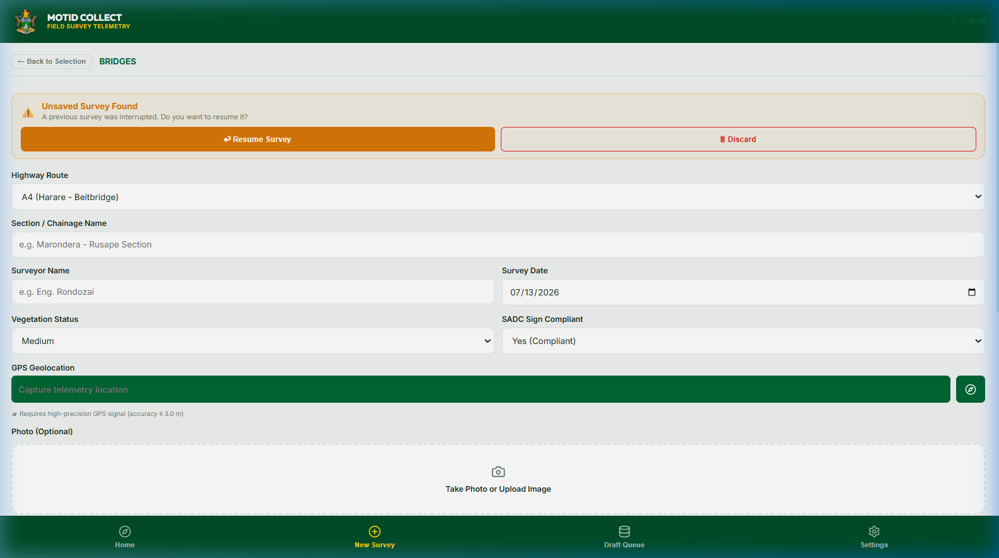 MOTID COLLECT
FIELD SURVEY TELEMETRY
ONLINE
← Back to Selection
BRIDGES
Unsaved Survey Found
A previous survey was interrupted. Do you want to resume it?
Resume Survey
Discard
Highway Route
A4 (Harare - Beitbridge)
Section / Chainage Name
e.g. Marondera - Rusape Section
Surveyor Name
Survey Date
e.g. Eng. Rondozai
07/13/2026
Vegetation Status
SADC Sign Compliant
Medium
Yes (Compliant)
GPS Geolocation
Capture telemetry location
Requires high-precision GPS signal (accuracy ≤ 3.0 m)
Photo (Optional)
Take Photo or Upload Image
Home
New Survey
Draft Queue
Settings